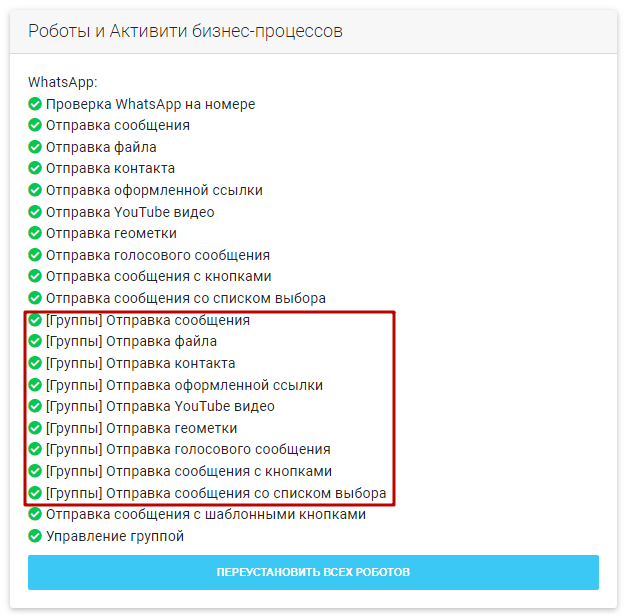 Роботы и Активити бизнес-процессов
WhatsApp:
Проверка WhatsApp на номере
Отправка сообщения
Отправка файла
Отправка контакта
Отправка оформленной ссылки
Отправка YouTube видео
Отправка геометки
Отправка голосового сообщения
Отправка сообщения с кнопками
Отправка сообщения со списком выбора
[Группы] Отправка сообщения
[Группы] Отправка файла
[Группы] Отправка контакта
[Группы] Отправка оформленной ссылки
[Группы] Отправка YouTube видео
[Группы] Отправка геометки
[Группы] Отправка голосового сообщения
[Группы] Отправка сообщения с кнопками
[Группы] Отправка сообщения со списком выбора
Отправка сообщения с шаблонными кнопками
Управление группой
ПЕРЕУСТАНОВИТЬ ВСЕХ РОБОТОВ